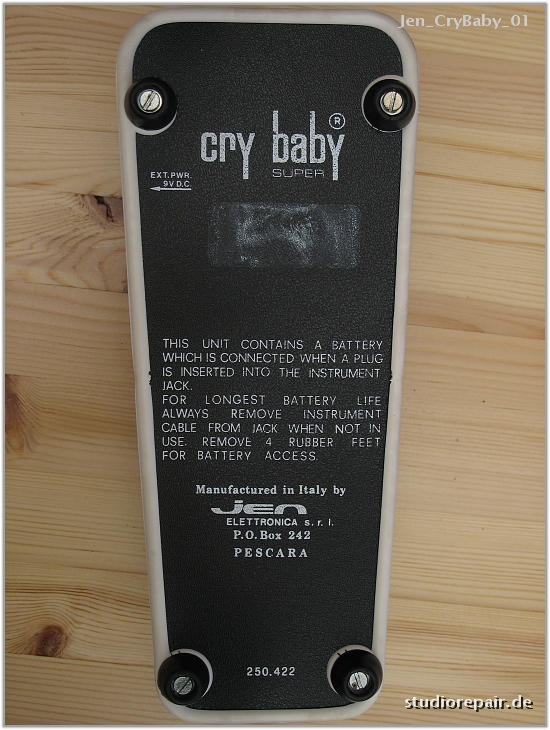 Jen_CryBaby_01
cry baby ®
SUPER
EXT.PWR.
9V D.C.
THIS UNIT CONTAINS A BATTERY
WHICH IS CONNECTED WHEN A PLUG
IS INSERTED INTO THE INSTRUMENT
JACK.
FOR LONGEST BATTERY LIFE
ALWAYS REMOVE INSTRUMENT
CABLE FROM JACK WHEN NOT IN
USE. REMOVE 4 RUBBER FEET
FOR BATTERY ACCESS.
Manufactured in Italy by
Jen
ELETTRONICA s.r.l.
P.O.Box 242
PESCARA
250.422
studiorepair.de